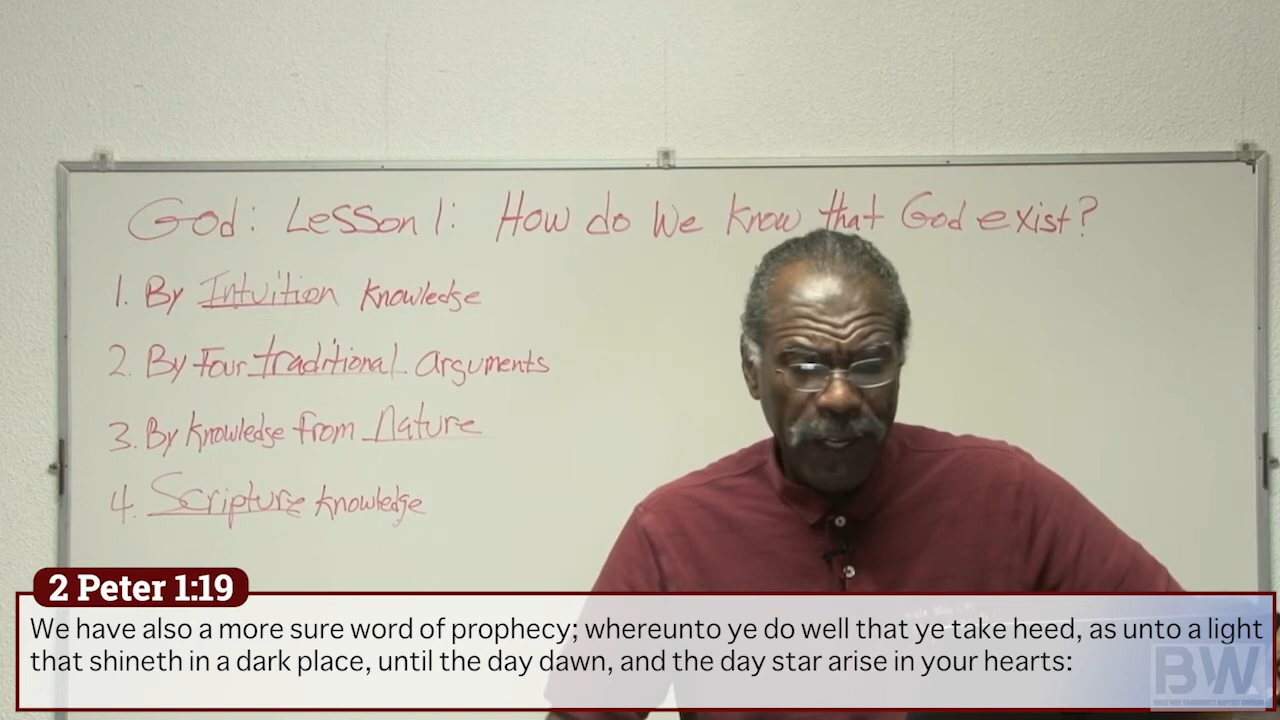 God: Lesson 1: How do We Know that God exist?
1. By Intuition Knowledge
2. By Four traditional Arguments
3. By Knowledge from Nature
4. Scripture Knowledge
2 Peter 1:19
We have also a more sure word of prophecy; whereunto ye do well that ye take heed, as unto a light
that shineth in a dark place, until the day dawn, and the day star arise in your hearts:
BW